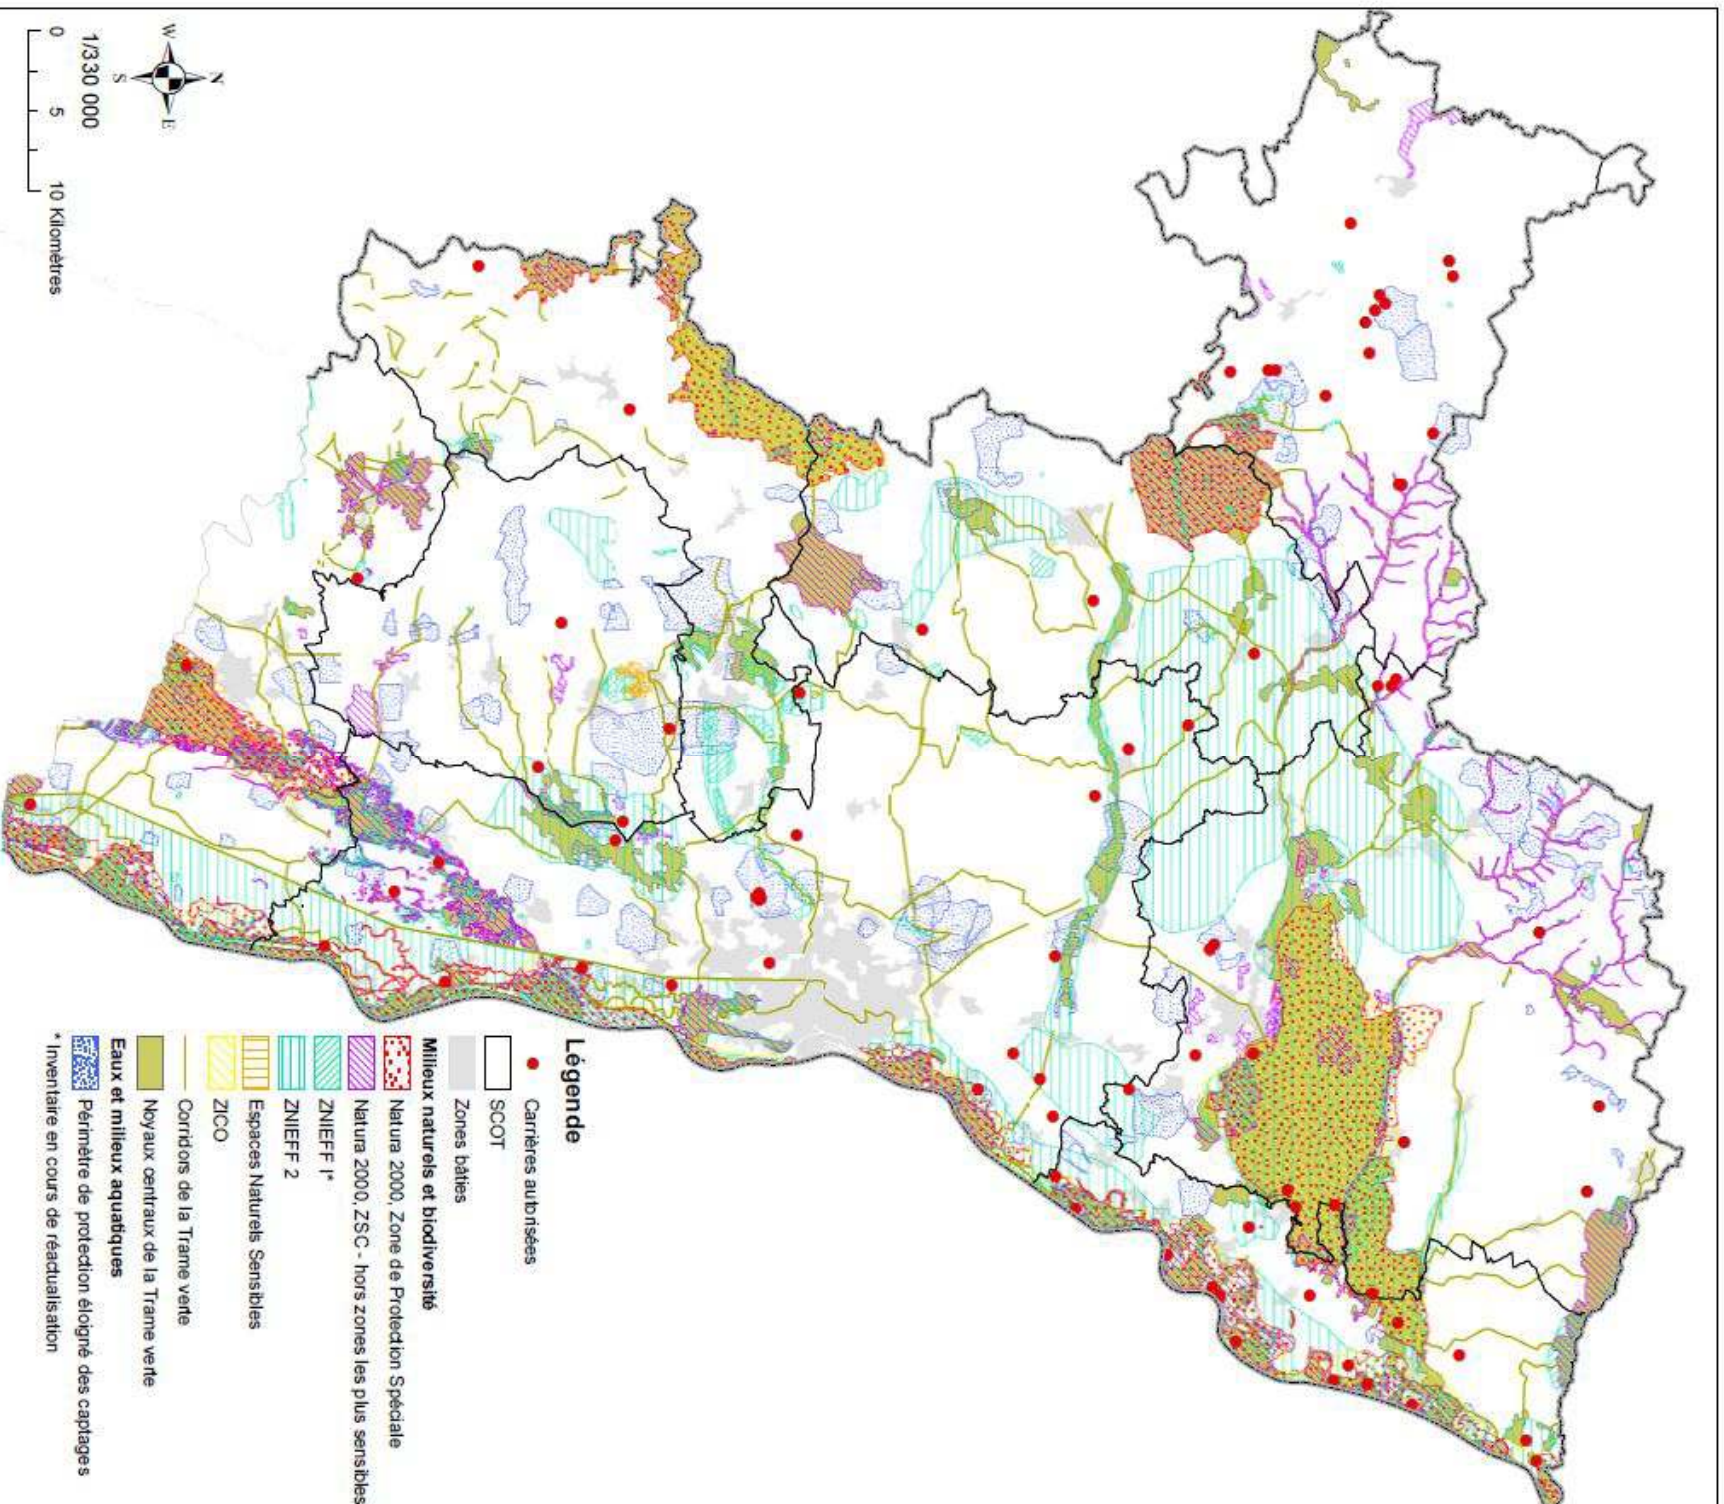 Légende
Carrières autorisées
SCOT
Zones bâties
Milieux naturels et biodiversité
Natura 2000, Zone de Protection Spéciale
Natura 2000, ZSC - hors zones les plus sensibles
ZNIEFF I*
ZNIEFF 2
Espaces Naturels Sensibles
ZICO
Corridors de la Trame verte
Noyaux centraux de la Trame verte
Eaux et milieux aquatiques
Périmètre de protection éloigné des captages
* Inventaire en cours de réactualisation
N
W
E
S
1/330 000
0 5 10 Kilomètres